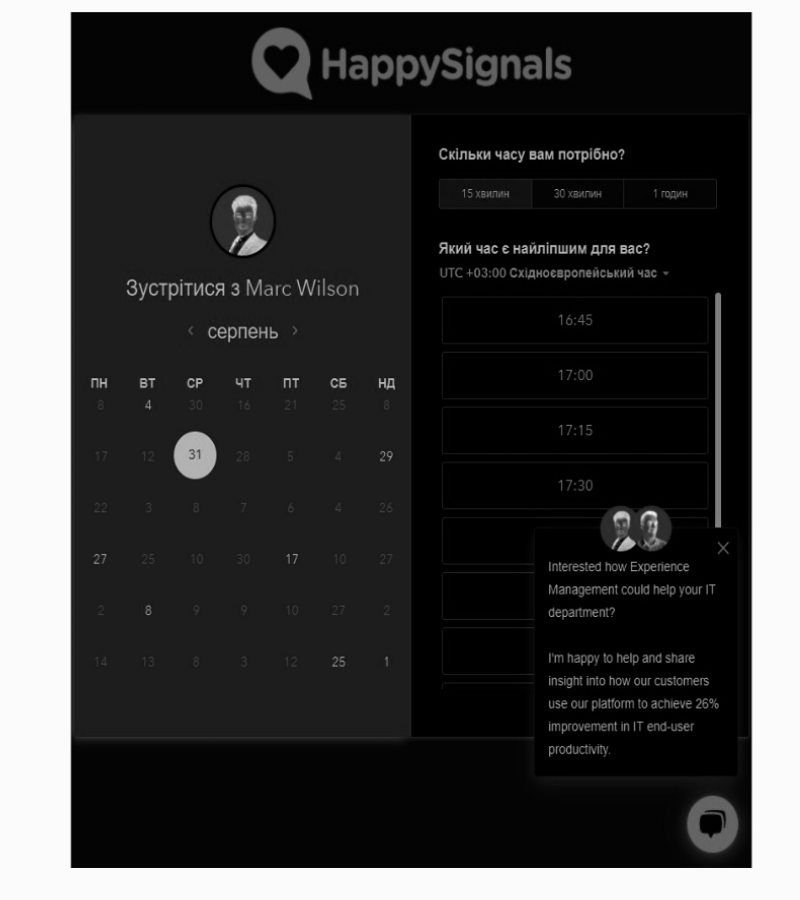 HappySignals
Зустрітися з Marc Wilson
серпень
ПН ВТ СР ЧТ ПТ СБ НД
8 4 30 16 21 25 8
17 12 31 28 5 4 29
22 3 8 7 6 4 26
27 25 10 30 17 10 27
2 8 9 9 10 27 2
14 13 8 3 12 25 1
Скільки часу вам потрібно?
15 хвилин 30 хвилин 1 годин
Який час є найліпшим для вас?
UTC +03:00 Східноєвропейський час
16:45
17:00
17:15
17:30
Interested how Experience
Management could help your IT
department?
I'm happy to help and share
insight into how our customers
use our platform to achieve 26%
improvement in IT end-user
productivity.